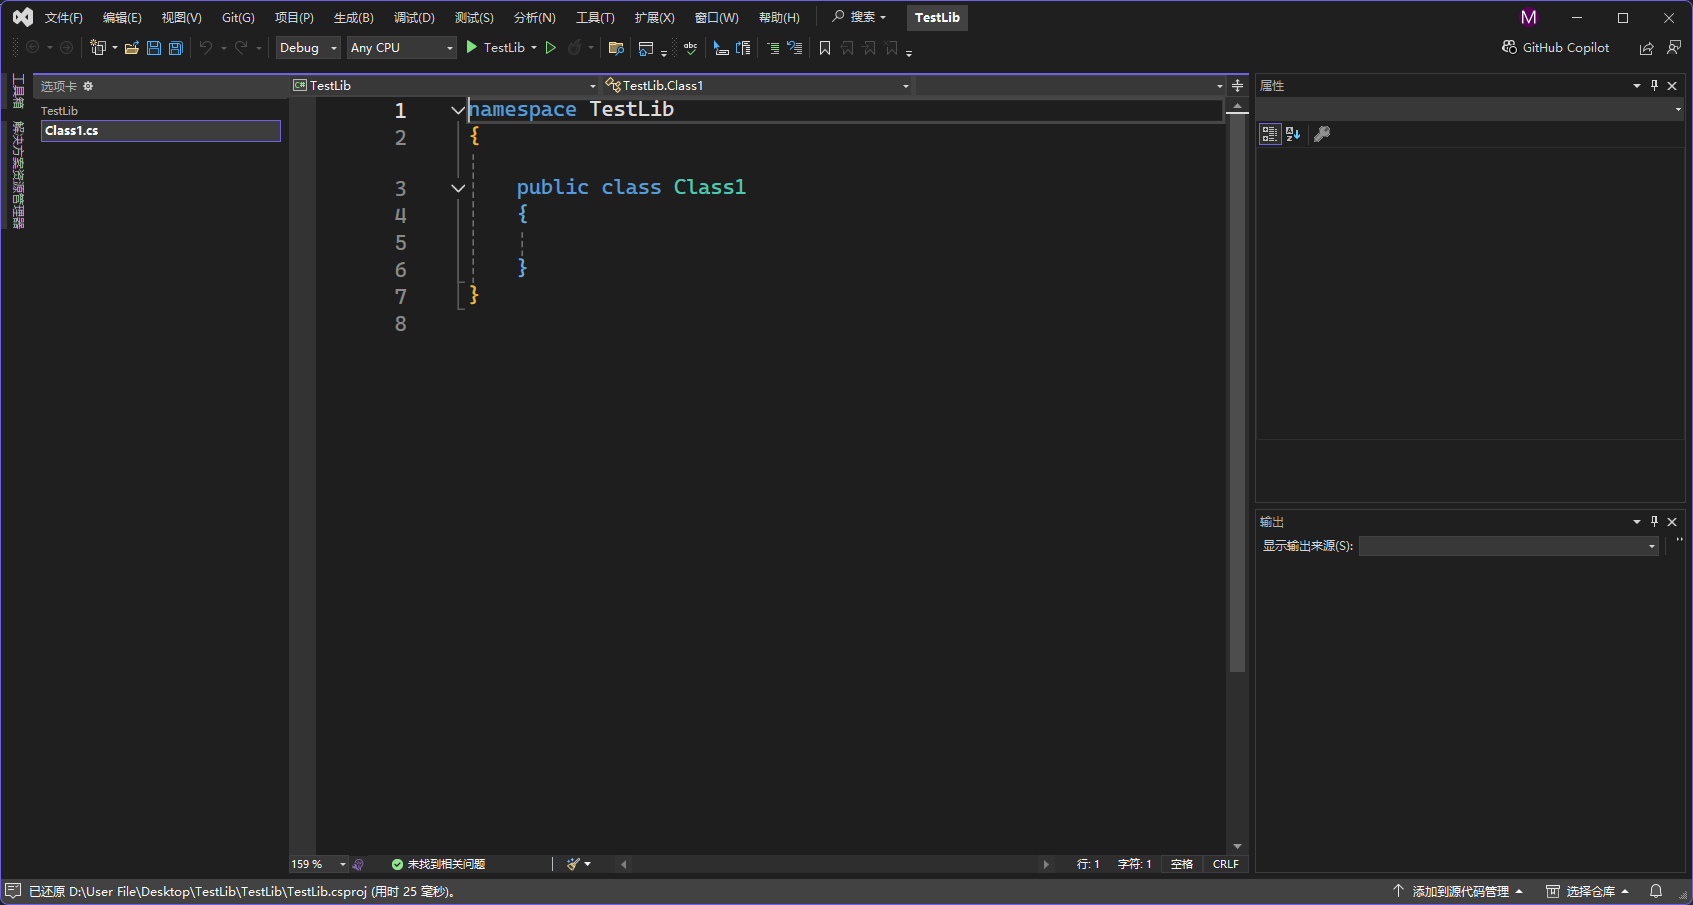 文件(F) 编辑(E) 视图(V) Git(G) 项目(P) 生成(B) 调试(D) 测试(S) 分析(N) 工具(T) 扩展(X) 窗口(W) 帮助(H) 搜索 TestLib M
Debug Any CPU TestLib abc GitHub Copilot
工具箱
解决方案资源管理器
选项卡
TestLib
Class1.cs
C# TestLib TestLib.Class1
1 namespace TestLib
2 {
3 public class Class1
4 {
5
6 }
7 }
8
159 % 未找到相关问题 行: 1 字符: 1 空格 CRLF
属性
输出
显示输出来源(S):
已还原 D:\User File\Desktop\TestLib\TestLib\TestLib.csproj (用时 25 毫秒)。 添加到源代码管理 选择仓库